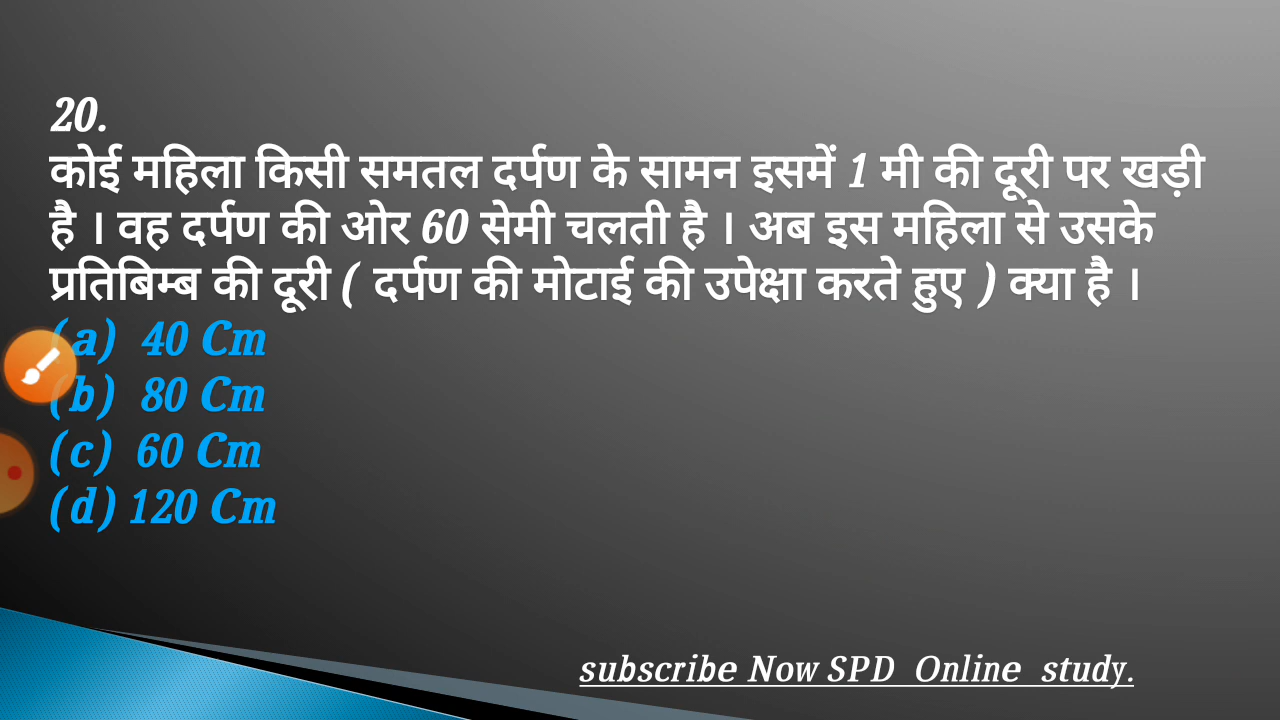 20.
कोई महिला किसी समतल दर्पण के सामन इसमें 1 मी की दूरी पर खड़ी
है । वह दर्पण की ओर 60 सेमी चलती है । अब इस महिला से उसके
प्रतिबिम्ब की दूरी ( दर्पण की मोटाई की उपेक्षा करते हुए ) क्या है ।
(a) 40 Cm
(b) 80 Cm
(c) 60 Cm
(d) 120 Cm
subscribe Now SPD Online study.